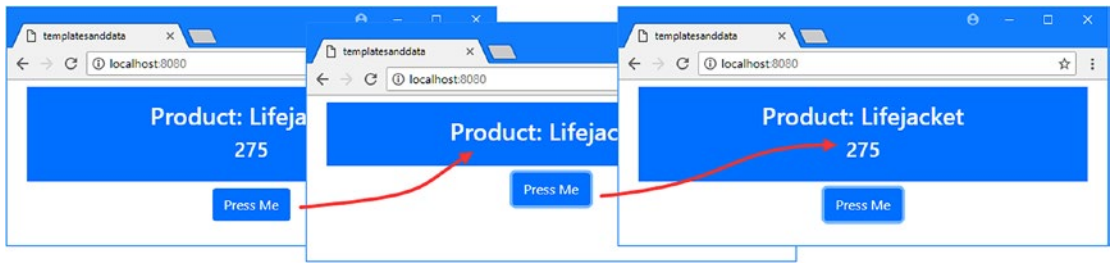 templatesanddata
localhost:8080
Product: Lifeja
275
Press Me
templatesanddata
localhost:8080
Product: Lifejac
Press Me
templatesanddata
localhost:8080
Product: Lifejacket
275
Press Me